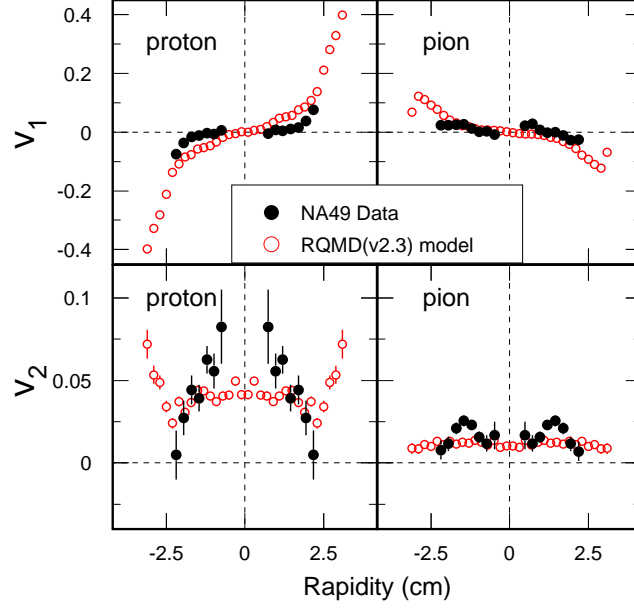 0.4
0.2
0
-0.2
-0.4
v1
proton
pion
NA49 Data
RQMD(v2.3) model
0.1
0.05
0
v2
proton
pion
-2.5 0 2.5
-2.5 0 2.5
Rapidity (cm)